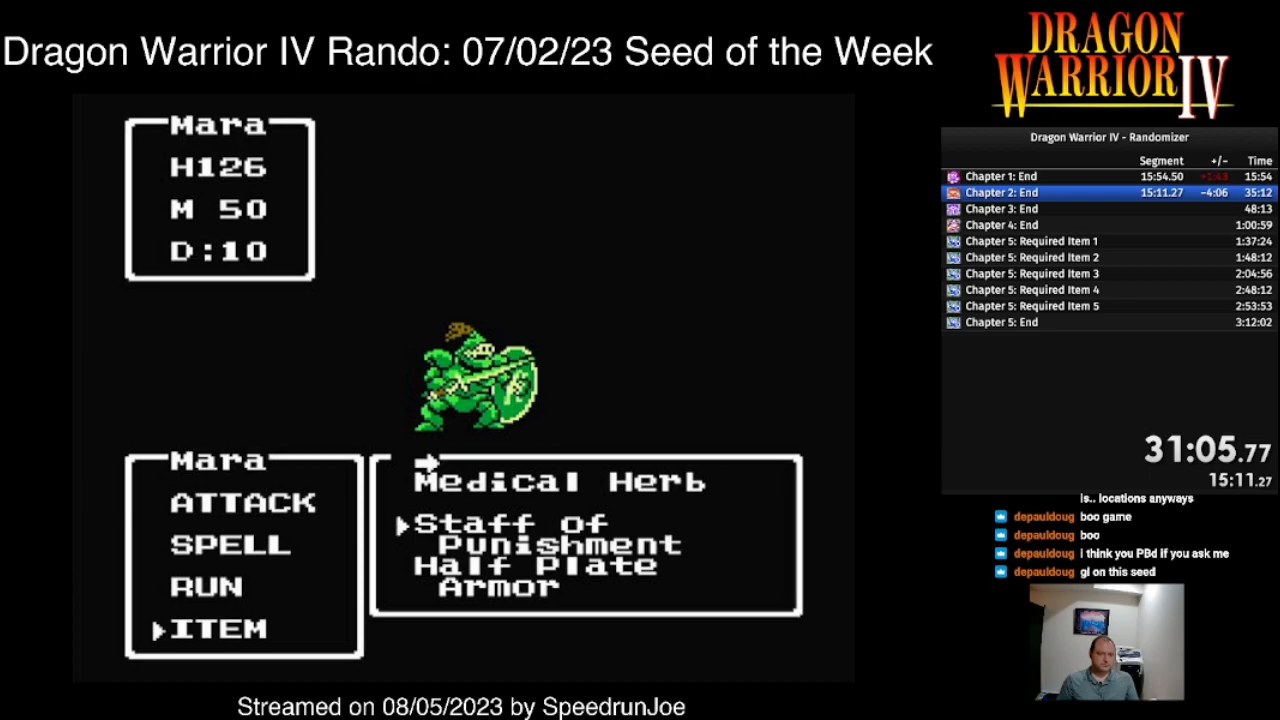 Dragon Warrior IV Rando: 07/02/23 Seed of the Week
Mara
H126
M 50
D:10
Mara
ATTACK
SPELL
RUN
ITEM
Medical Herb
Staff of
Punishment
Half Plate
Armor
Streamed on 08/05/2023 by SpeedrunJoe
DRAGON
WARRIOR IV
Dragon Warrior IV - Randomizer
Segment +/- Time
Chapter 1: End 15:54.50 +1:43 15:54
Chapter 2: End 15:11.27 −4:06 35:12
Chapter 3: End 48:13
Chapter 4: End 1:00:59
Chapter 5: Required Item 1 1:37:24
Chapter 5: Required Item 2 1:48:12
Chapter 5: Required Item 3 2:04:56
Chapter 5: Required Item 4 2:48:12
Chapter 5: Required Item 5 2:53:53
Chapter 5: End 3:12:02
31:05.77
15:11.27
is.. locations anyways
depauldoug boo game
depauldoug boo
depauldoug i think you PBd if you ask me
depauldoug gl on this seed